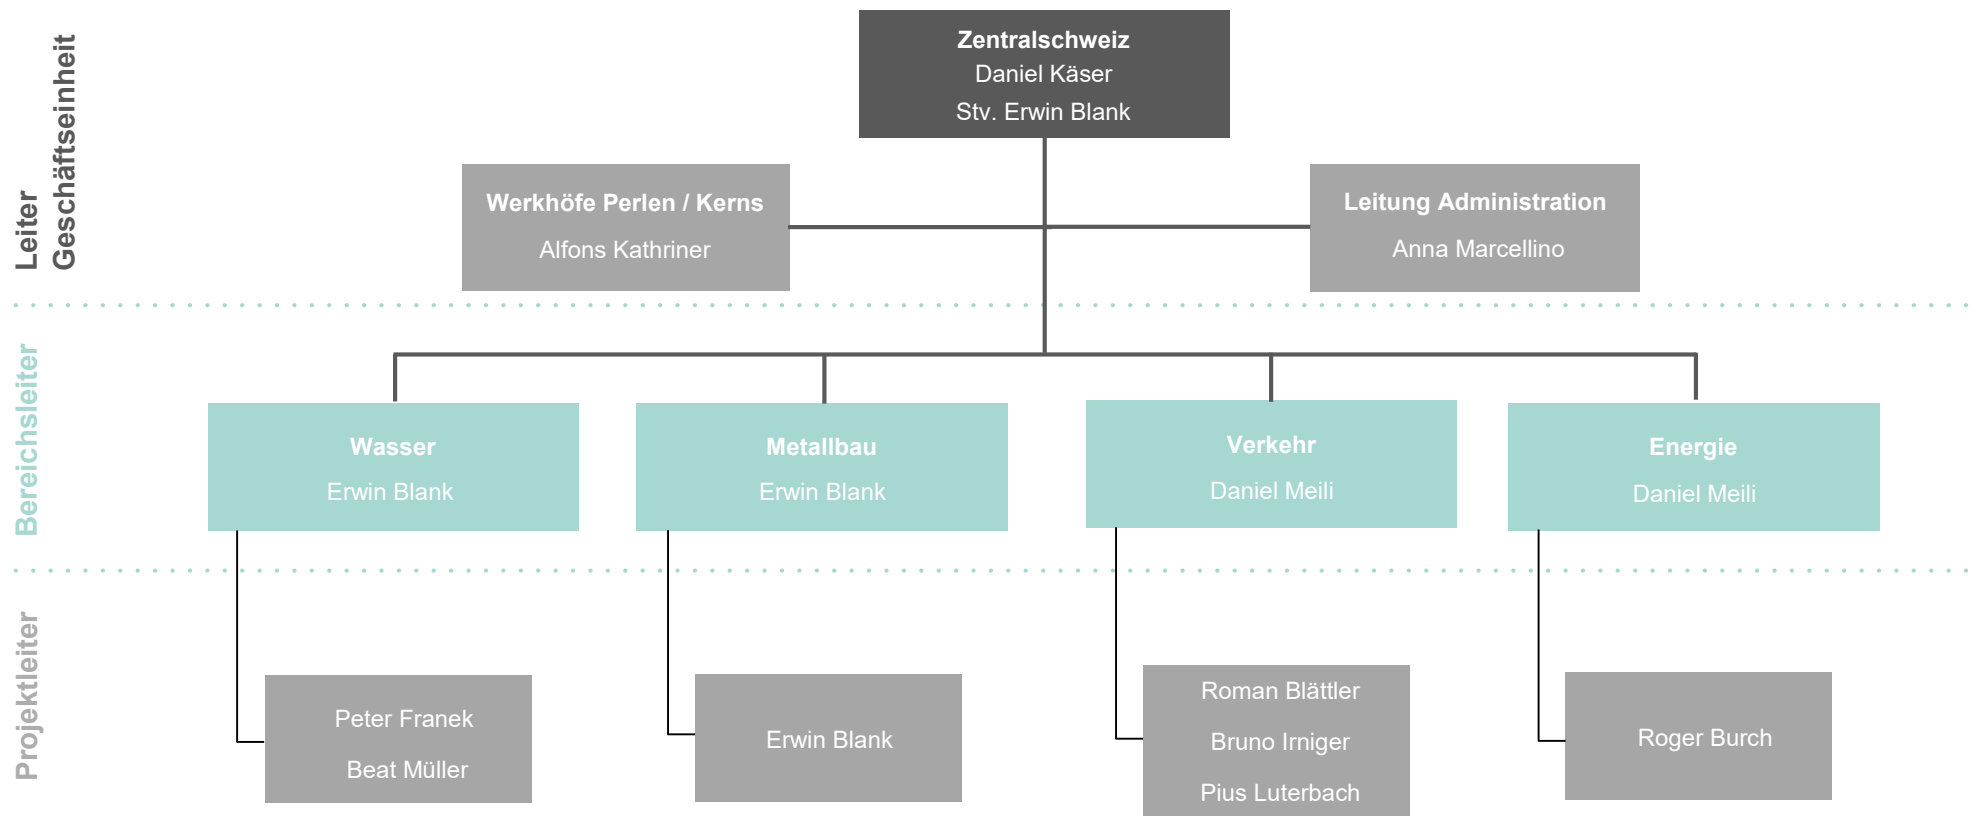 Leiter
Geschäftseinheit
Zentralschweiz
Daniel Käser
Stv. Erwin Blank
Werkhöfe Perlen / Kerns
Alfons Kathriner
Leitung Administration
Anna Marcellino
Bereichsleiter
Wasser
Erwin Blank
Metallbau
Erwin Blank
Verkehr
Daniel Meili
Energie
Daniel Meili
Projektleiter
Peter Franek
Beat Müller
Erwin Blank
Roman Blättler
Bruno Irniger
Pius Luterbach
Roger Burch